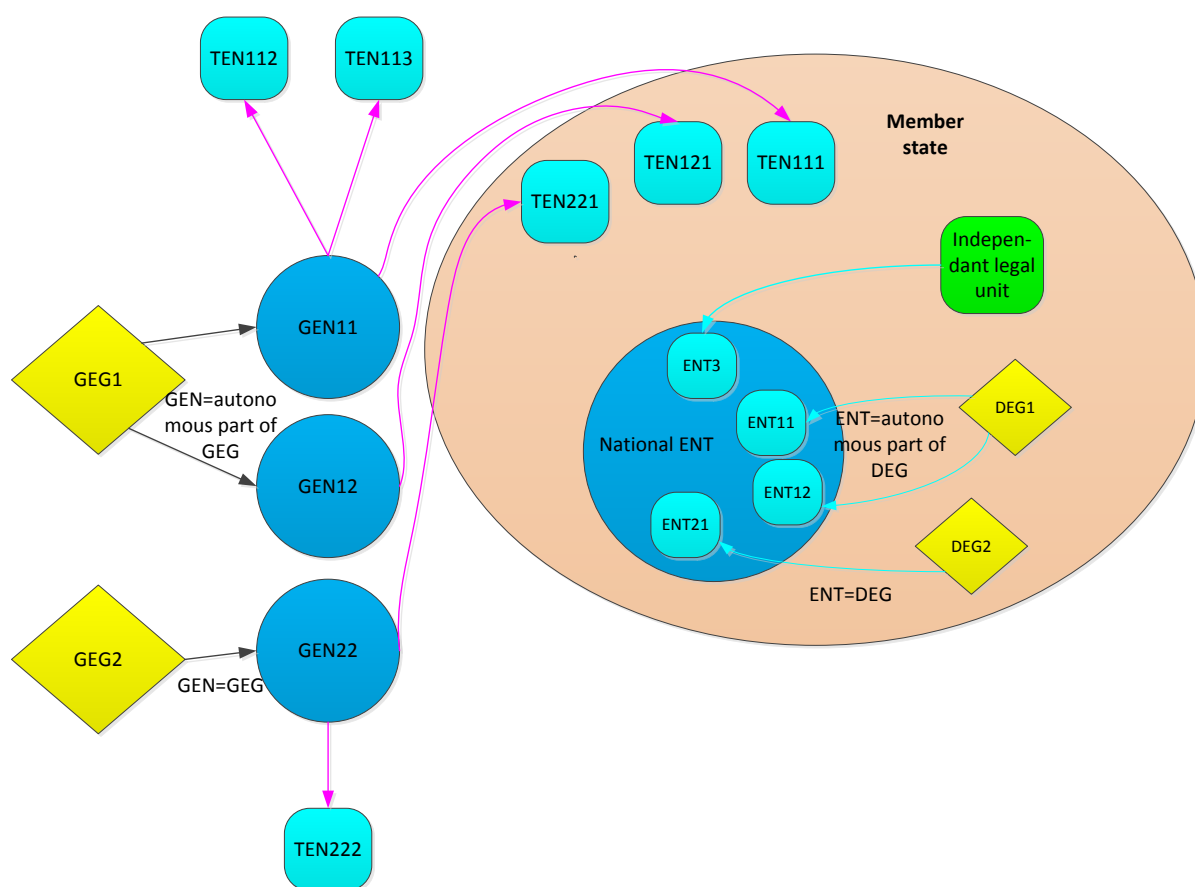 TEN112
TEN113
Member
state
TEN121
TEN111
TEN221
Indepen-
dant legal
unit
GEN11
ENT3
GEG1
GEN=autono
mous part of
GEG
ENT11
ENT=autono
mous part of
DEG
DEG1
National ENT
GEN12
ENT12
ENT21
DEG2
ENT=DEG
GEG2
GEN22
GEN=GEG
TEN222